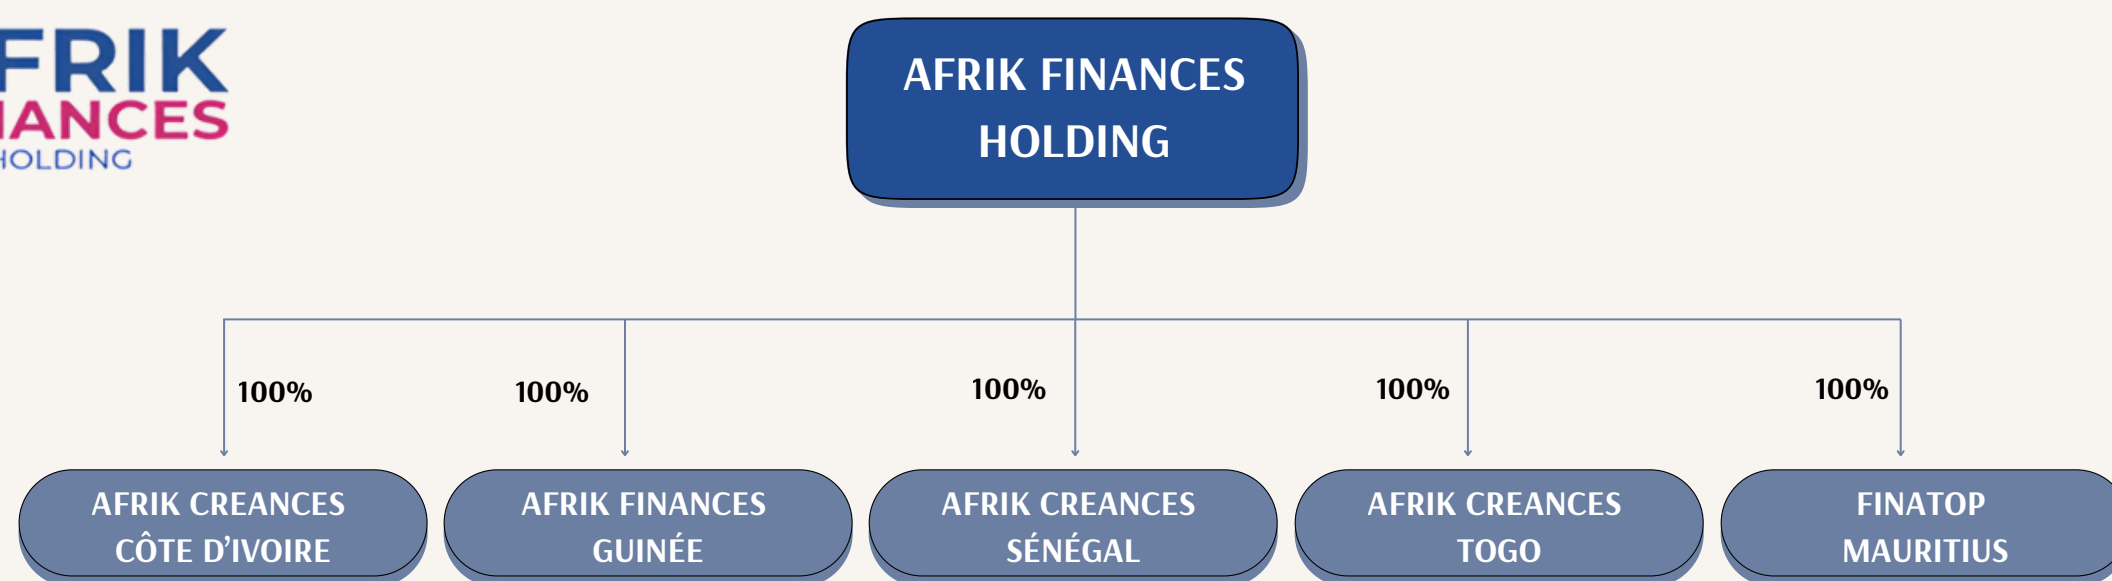 FRIK
NANCES
HOLDING
AFRIK FINANCES
HOLDING
100%
100%
100%
100%
100%
AFRIK CREANCES
CÔTE D’IVOIRE
AFRIK FINANCES
GUINÉE
AFRIK CREANCES
SÉNÉGAL
AFRIK CREANCES
TOGO
FINATOP
MAURITIUS